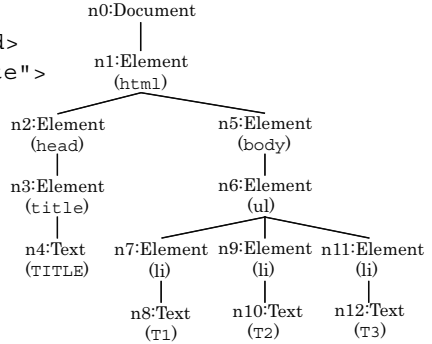 n0:Document
d>
n1:Element
le">
(html)
n2:Element n5:Element
(head) (body)
n3:Element n6:Element
(title) (ul)
n4:Text n7:Element n9:Element n11:Element
(TITLE) (li) (li) (li)
n8:Text n10:Text n12:Text
(T1) (T2) (T3)